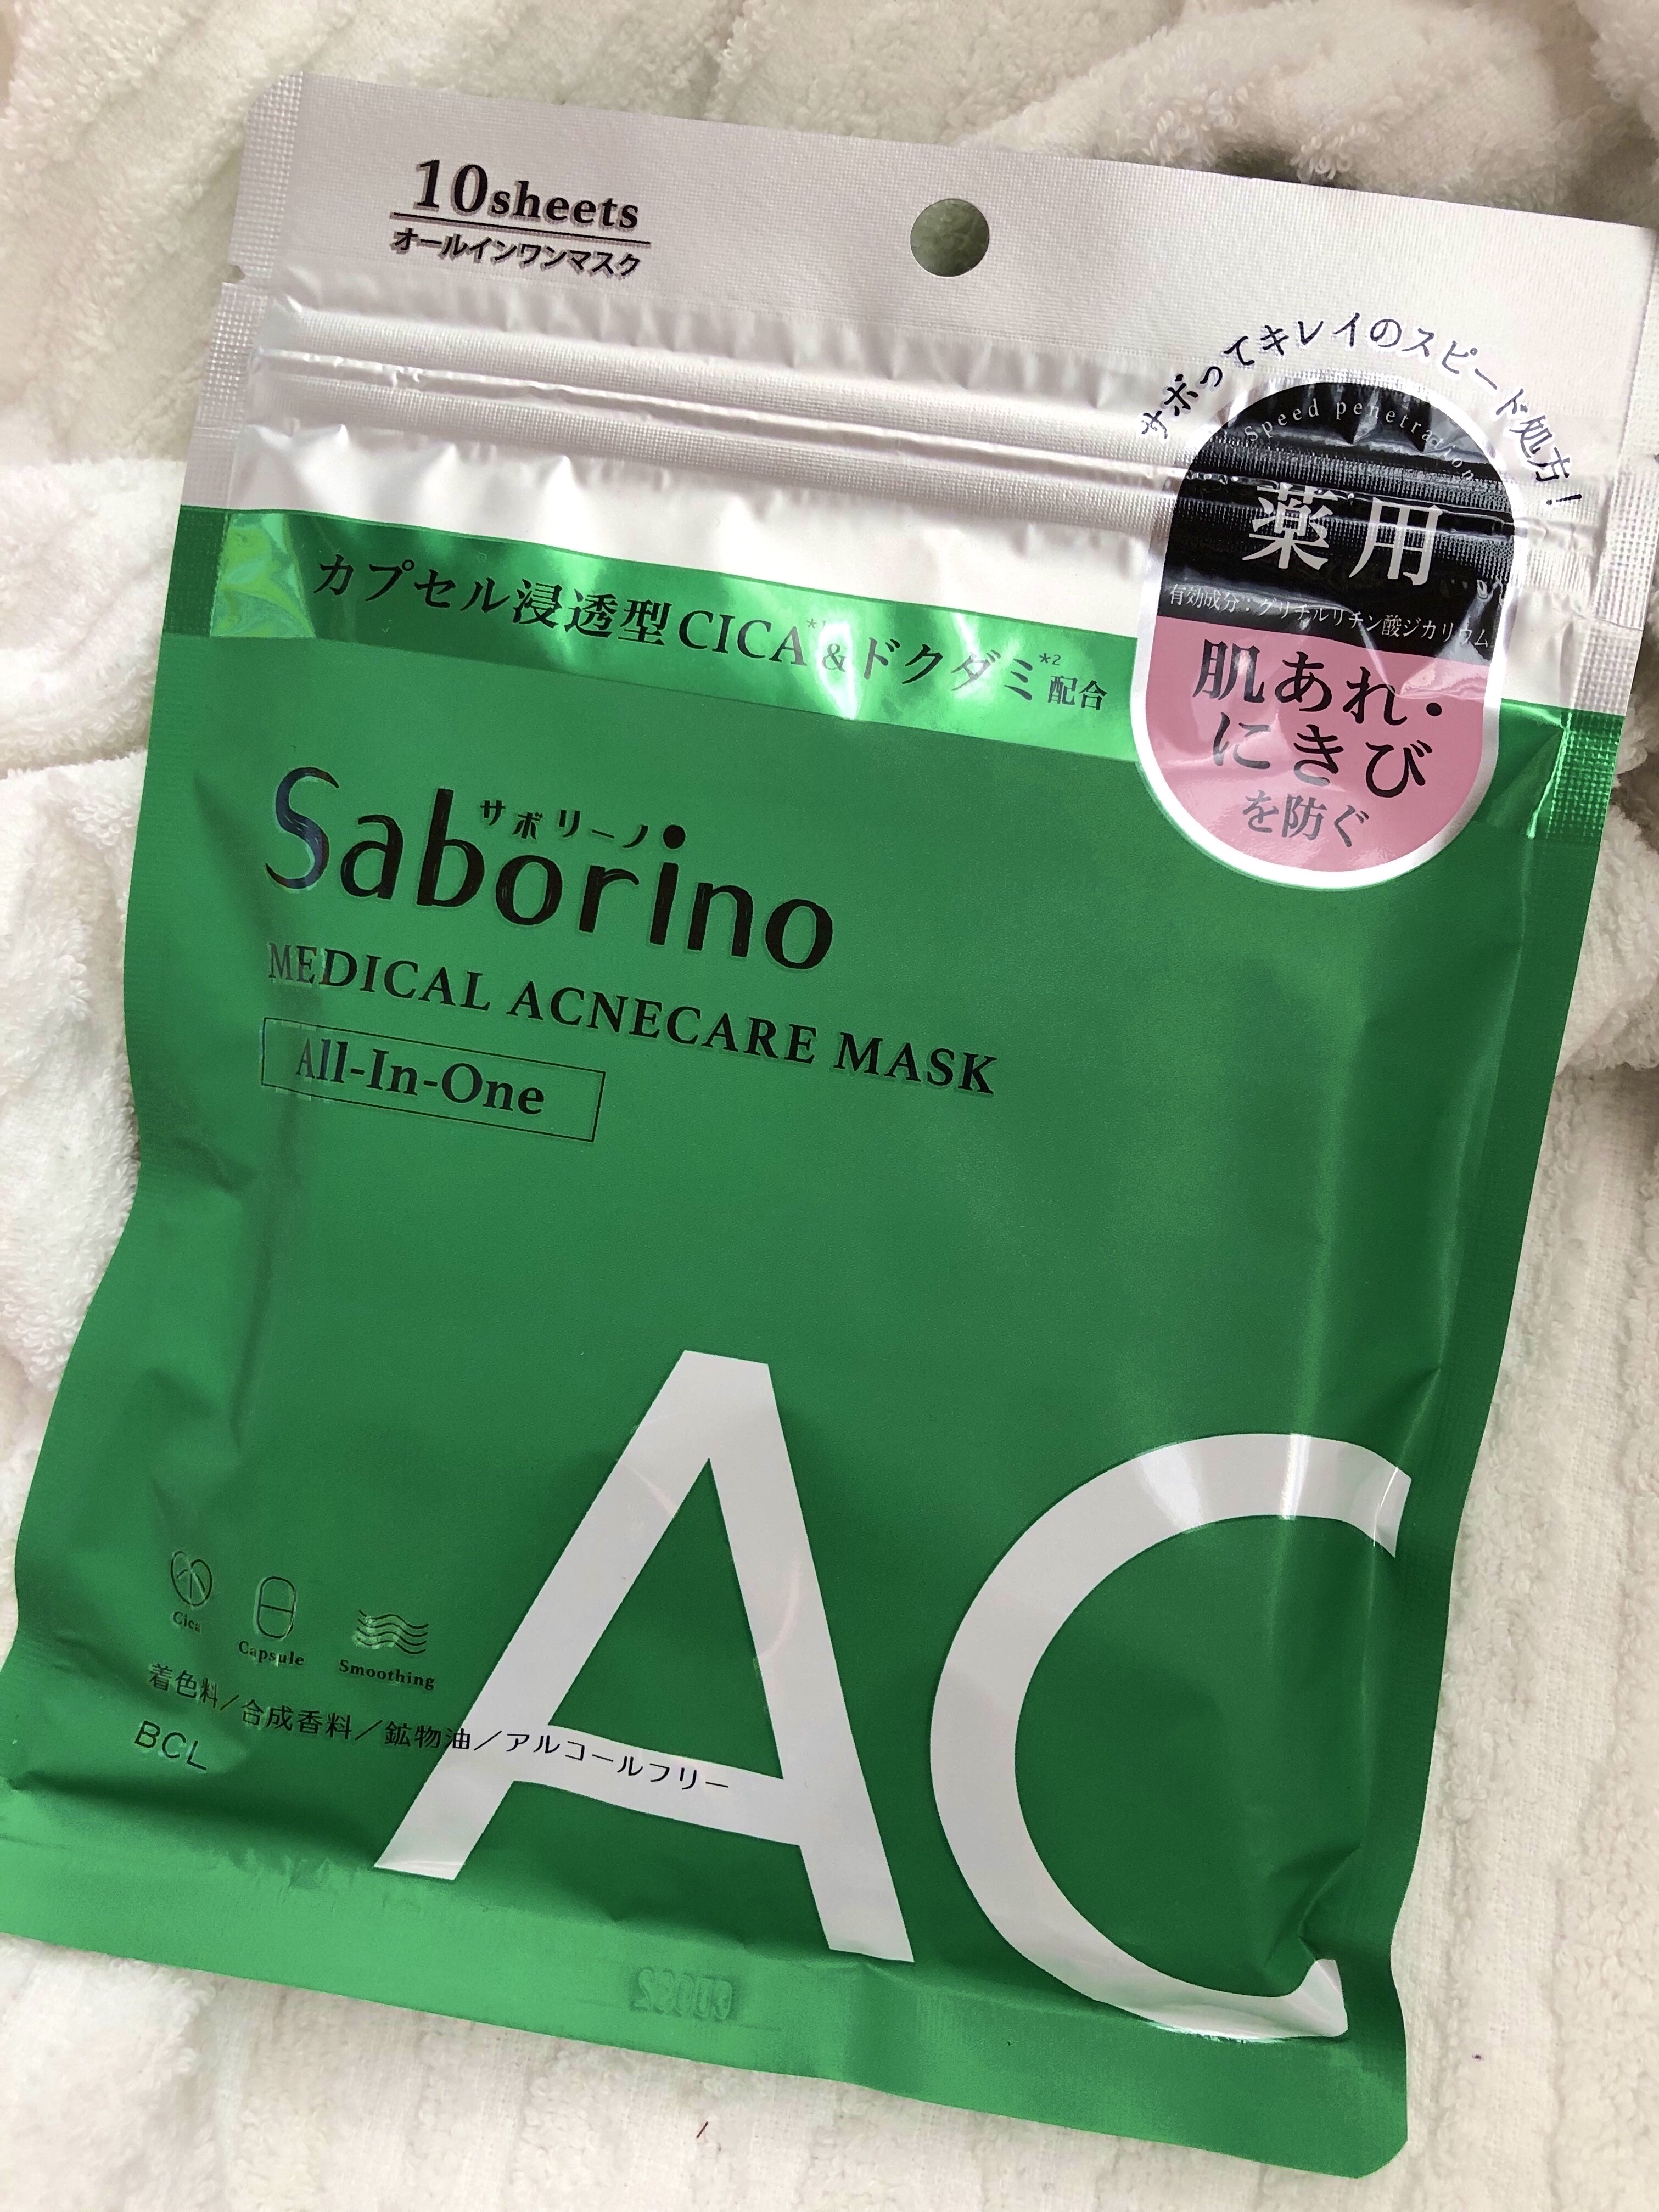 10sheets
オールインワンマスク
サボってキレイのスピード処方!
Speed penetration
薬用
有効成分:グリチルリチン酸ジカリウム
肌あれ・
にきび
を防ぐ
カプセル浸透型CICA*1&ドクダミ*2配合
サボリーノ
Saborino
MEDICAL ACNECARE MASK
All-In-One
AC
Cica
Capsule
Smoothing
着色料/合成香料/鉱物油/アルコールフリー
BCL